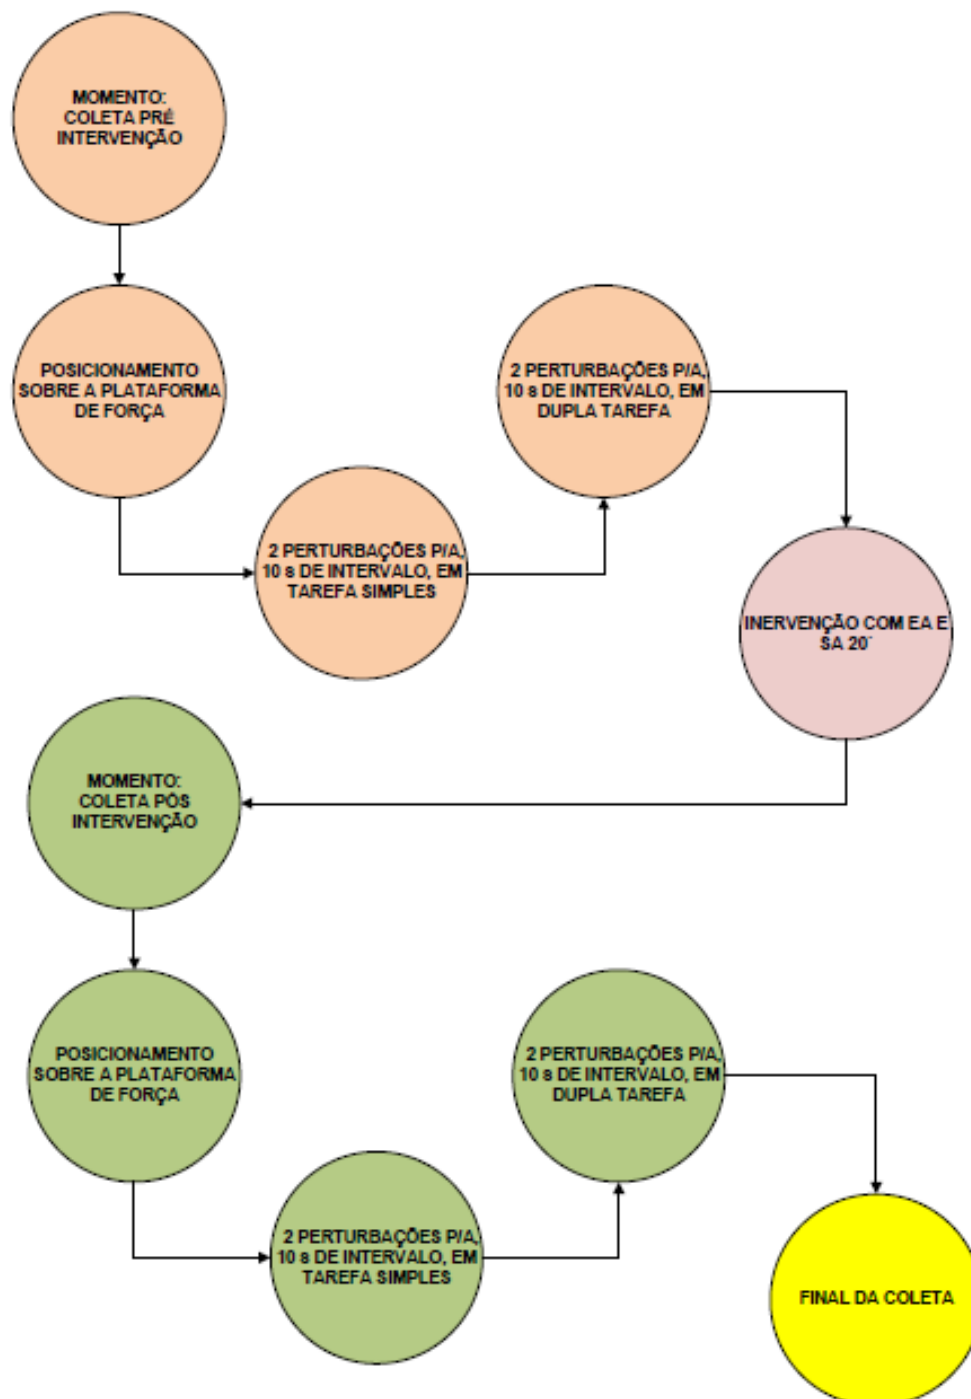 MOMENTO:
COLETA PRÉ
INTERVENÇÃO
POSICIONAMENTO
SOBRE A PLATAFORMA
DE FORÇA
2 PERTURBAÇÕES P/A,
10 s DE INTERVALO, EM
TAREFA SIMPLES
2 PERTURBAÇÕES P/A,
10 s DE INTERVALO, EM
DUPLA TAREFA
INERVENÇÃO COM EA E
SA 20´
MOMENTO:
COLETA PÓS
INTERVENÇÃO
POSICIONAMENTO
SOBRE A PLATAFORMA
DE FORÇA
2 PERTURBAÇÕES P/A,
10 s DE INTERVALO, EM
TAREFA SIMPLES
2 PERTURBAÇÕES P/A,
10 s DE INTERVALO, EM
DUPLA TAREFA
FINAL DA COLETA